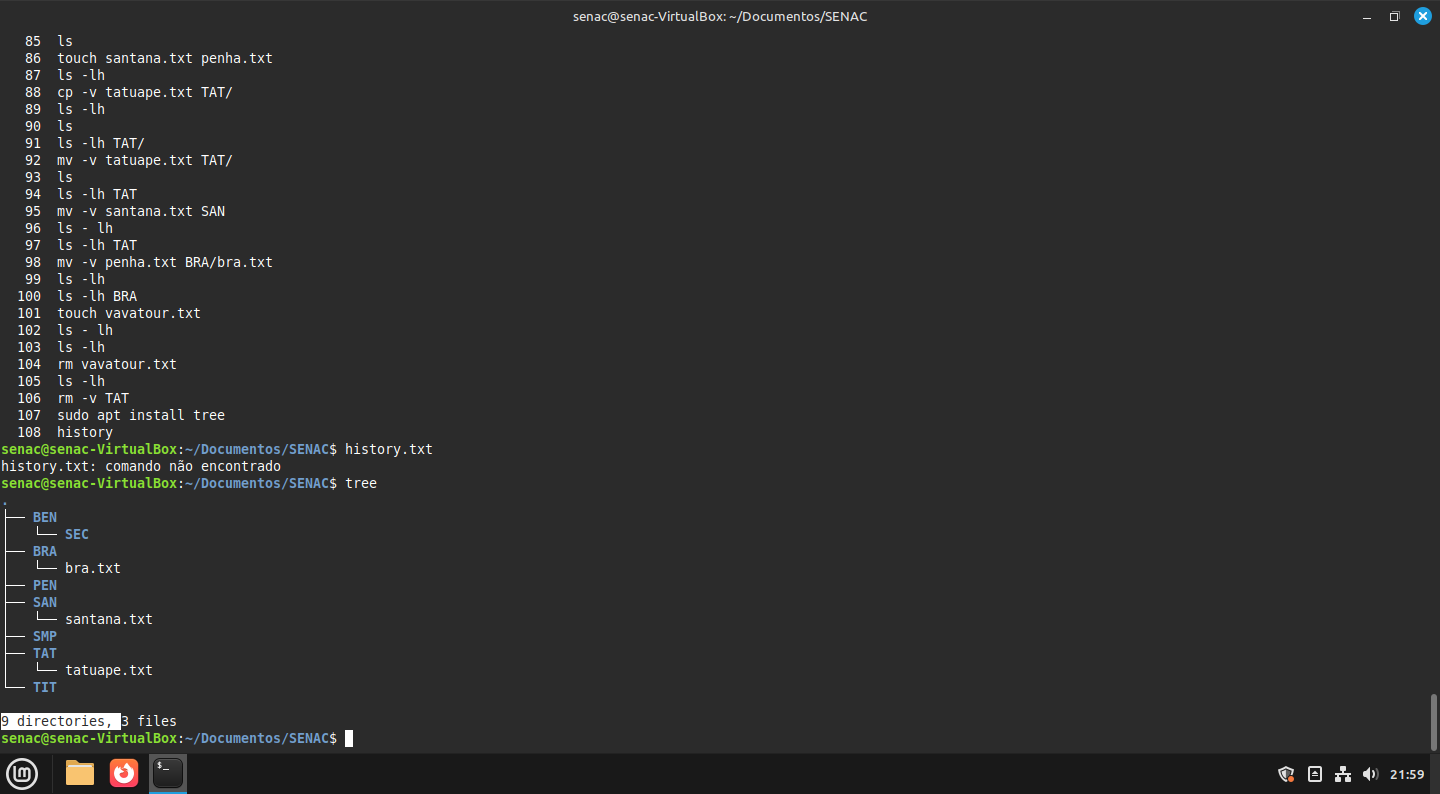 senac@senac-VirtualBox: ~/Documentos/SENAC
85 ls
86 touch santana.txt penha.txt
87 ls -lh
88 cp -v tatuape.txt TAT/
89 ls -lh
90 ls
91 ls -lh TAT/
92 mv -v tatuape.txt TAT/
93 ls
94 ls -lh TAT
95 mv -v santana.txt SAN
96 ls - lh
97 ls -lh TAT
98 mv -v penha.txt BRA/bra.txt
99 ls -lh
100 ls -lh BRA
101 touch vavatour.txt
102 ls - lh
103 ls -lh
104 rm vavatour.txt
105 ls -lh
106 rm -v TAT
107 sudo apt install tree
108 history
senac@senac-VirtualBox:~/Documentos/SENAC$ history.txt
history.txt: comando não encontrado
senac@senac-VirtualBox:~/Documentos/SENAC$ tree
.
├── BEN
│   └── SEC
├── BRA
│   └── bra.txt
├── PEN
├── SAN
│   └── santana.txt
├── SMP
├── TAT
│   └── tatuape.txt
└── TIT
9 directories, 3 files
senac@senac-VirtualBox:~/Documentos/SENAC$
$_
21:59